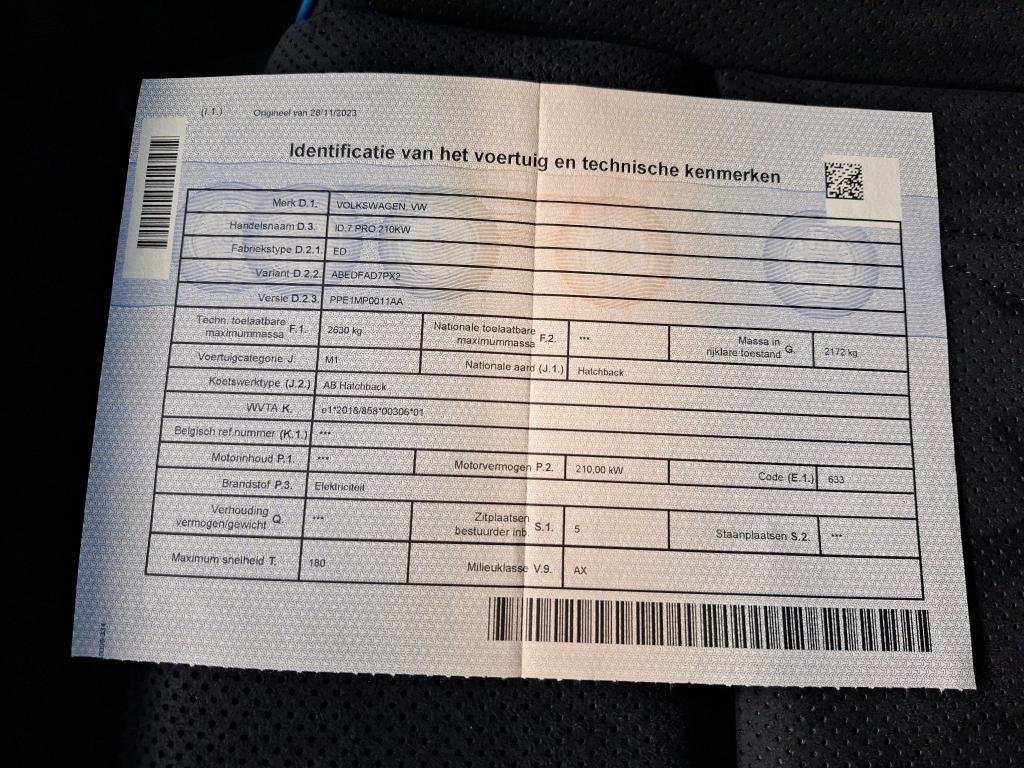 (I.1.) Origineel van 28/11/2023
Identificatie van het voertuig en technische kenmerken
Merk D.1. VOLKSWAGEN, VW
Handelsnaam D.3. ID.7 PRO 210KW
Fabriekstype D.2.1. ED
Variant D.2.2. ABEDFAD7PX2
Versie D.2.3. PPE1MP0011AA
Techn. toelaatbare maximummassa F.1. 2630 kg Nationale toelaatbare maximummassa F.2. *** Massa in rijklare toestand G. 2172 kg
Voertuigcategorie J. M1 Nationale aard (J.1.) Hatchback
Koetswerktype (J.2.) AB Hatchback
WVTA K. e1*2018/858*00306*01
Belgisch ref.nummer (K.1.) ***
Motorinhoud P.1. *** Motorvermogen P.2. 210,00 kW Code (E.1.) 633
Brandstof P.3. Elektriciteit
Verhouding vermogen/gewicht Q. *** Zitplaatsen bestuurder inb. S.1. 5 Staanplaatsen S.2. ***
Maximum snelheid T. 180 Milieuklasse V.9. AX